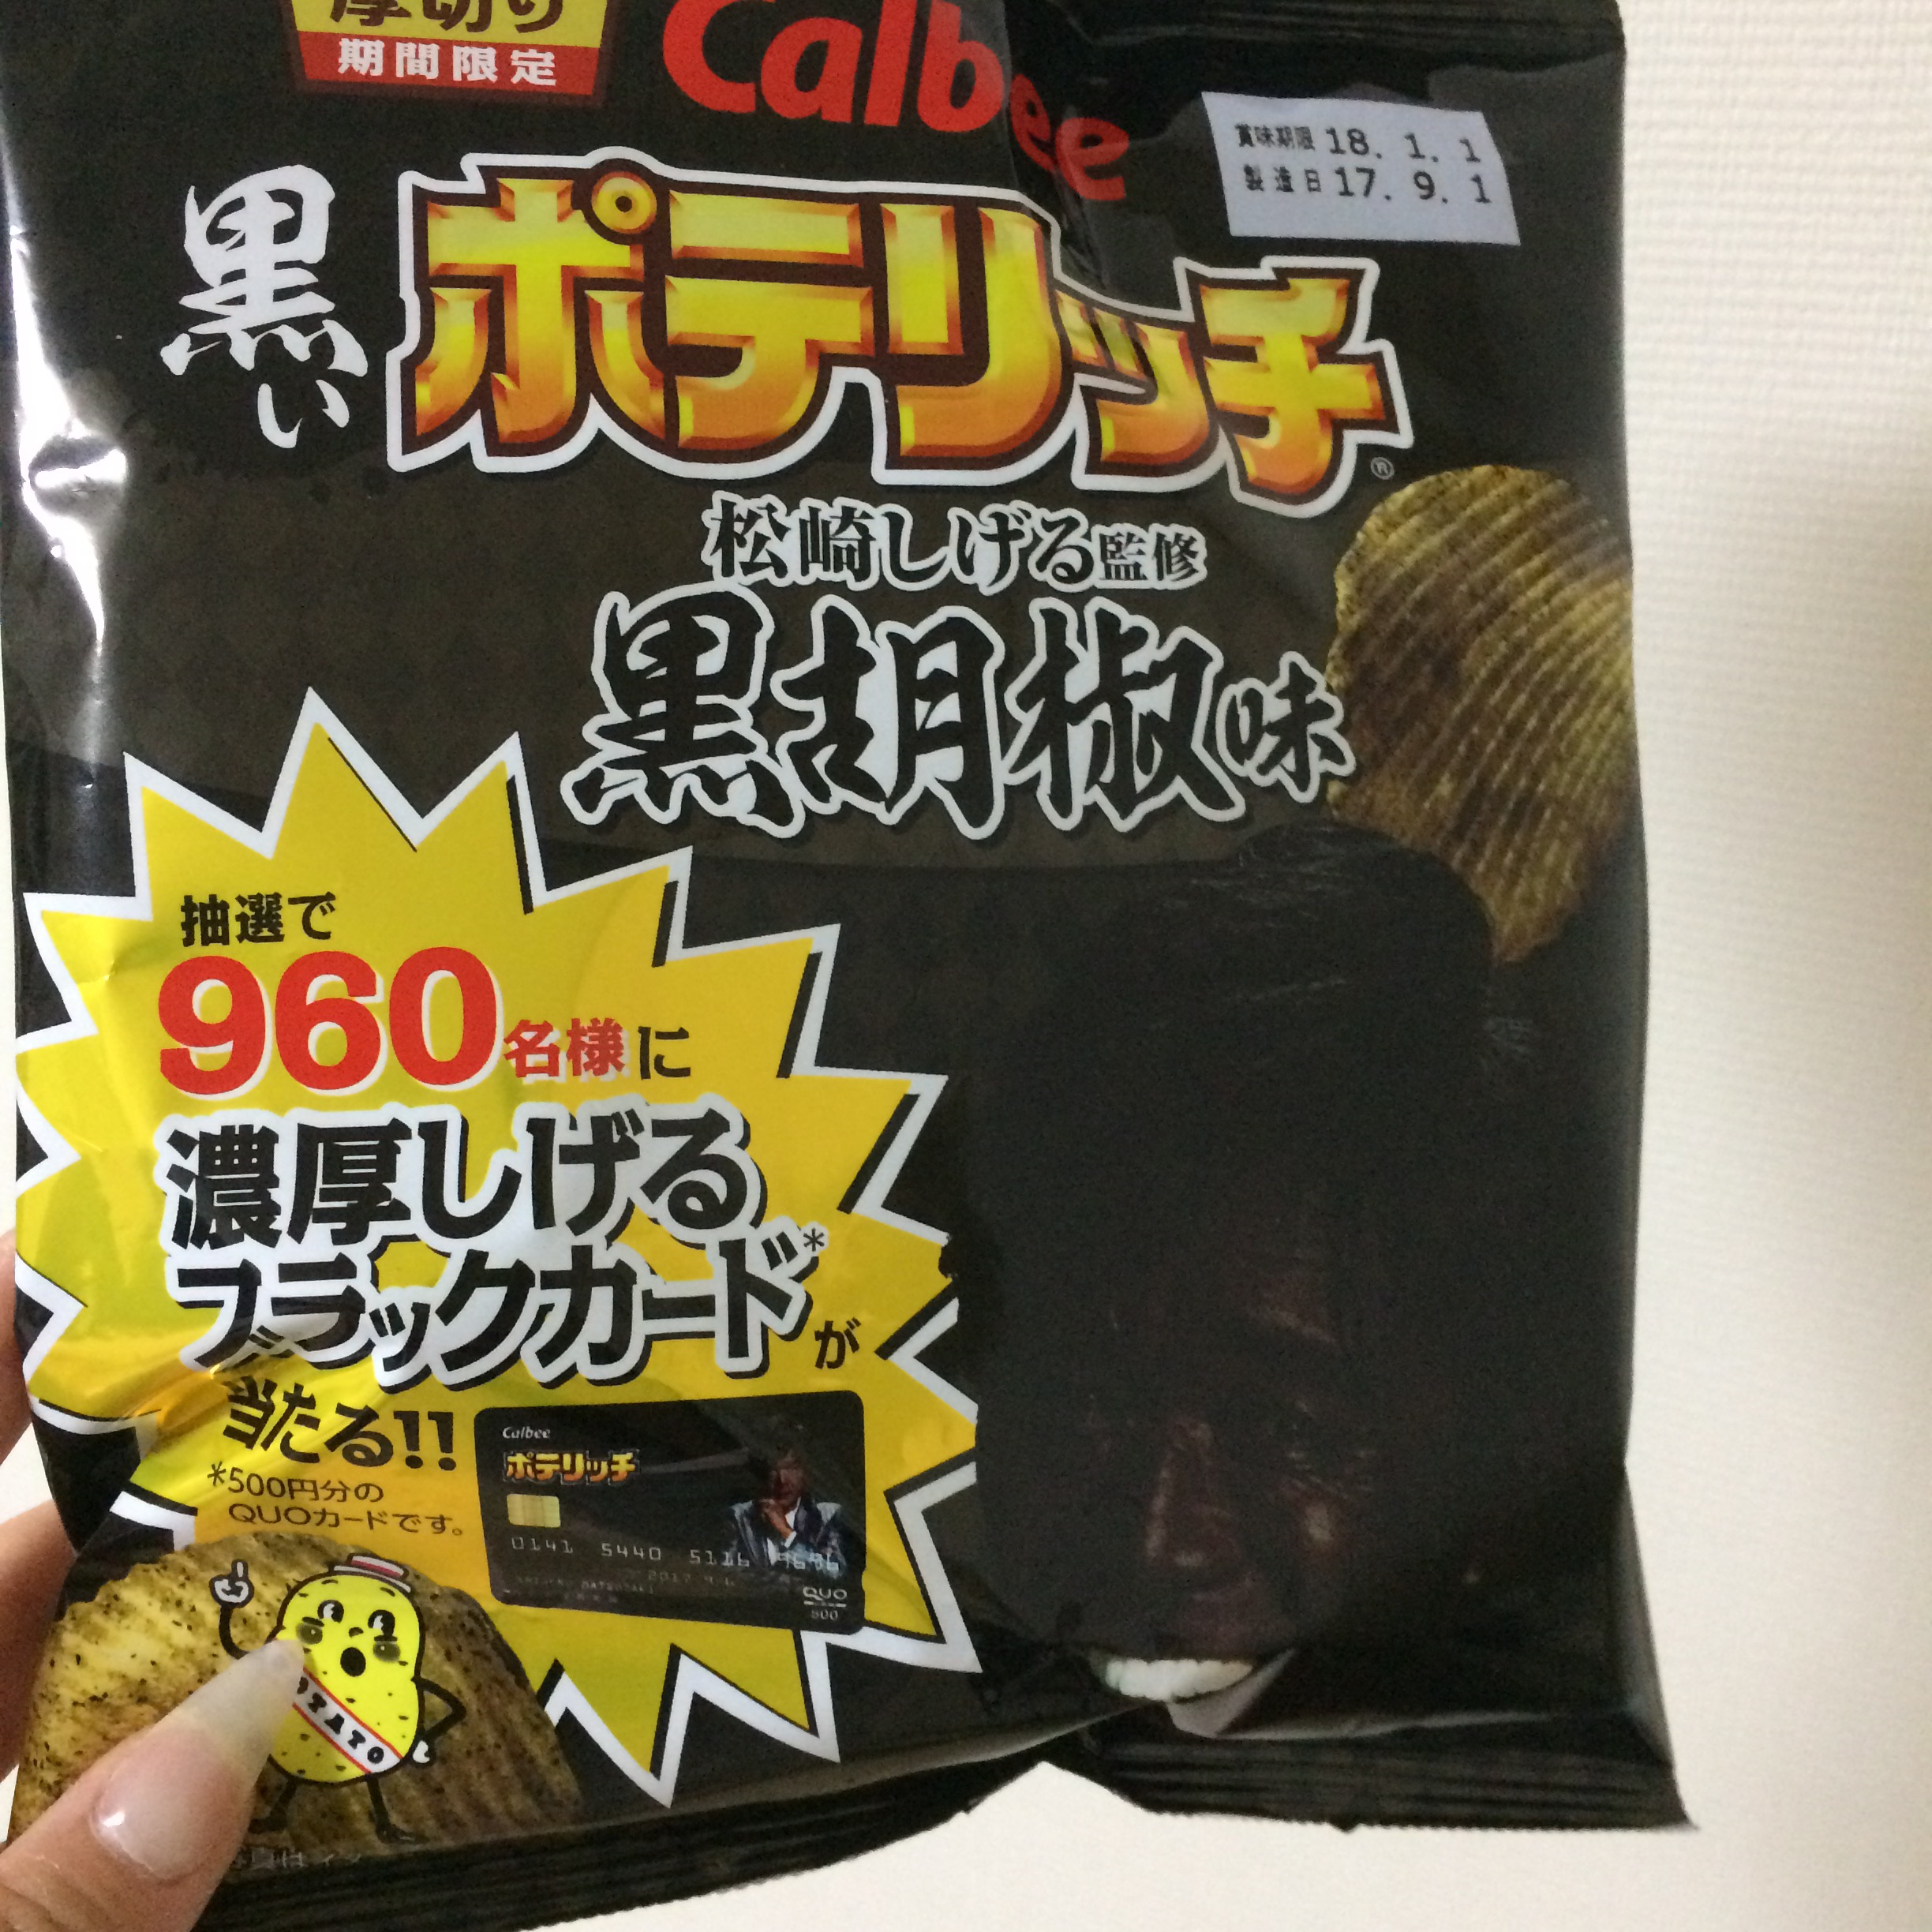 厚切り
期間限定
Calbee
賞味期限 18. 1. 1
製造日 17. 9. 1
黒い
ポテリッチ®
松崎しげる監修
黒胡椒味
抽選で
960名様に
濃厚しげる
ブラックカード*が
当たる!!
*500円分の
QUOカードです。
Calbee
ポテリッチ
0141 5440 5116
2017.9.6
QUO
500